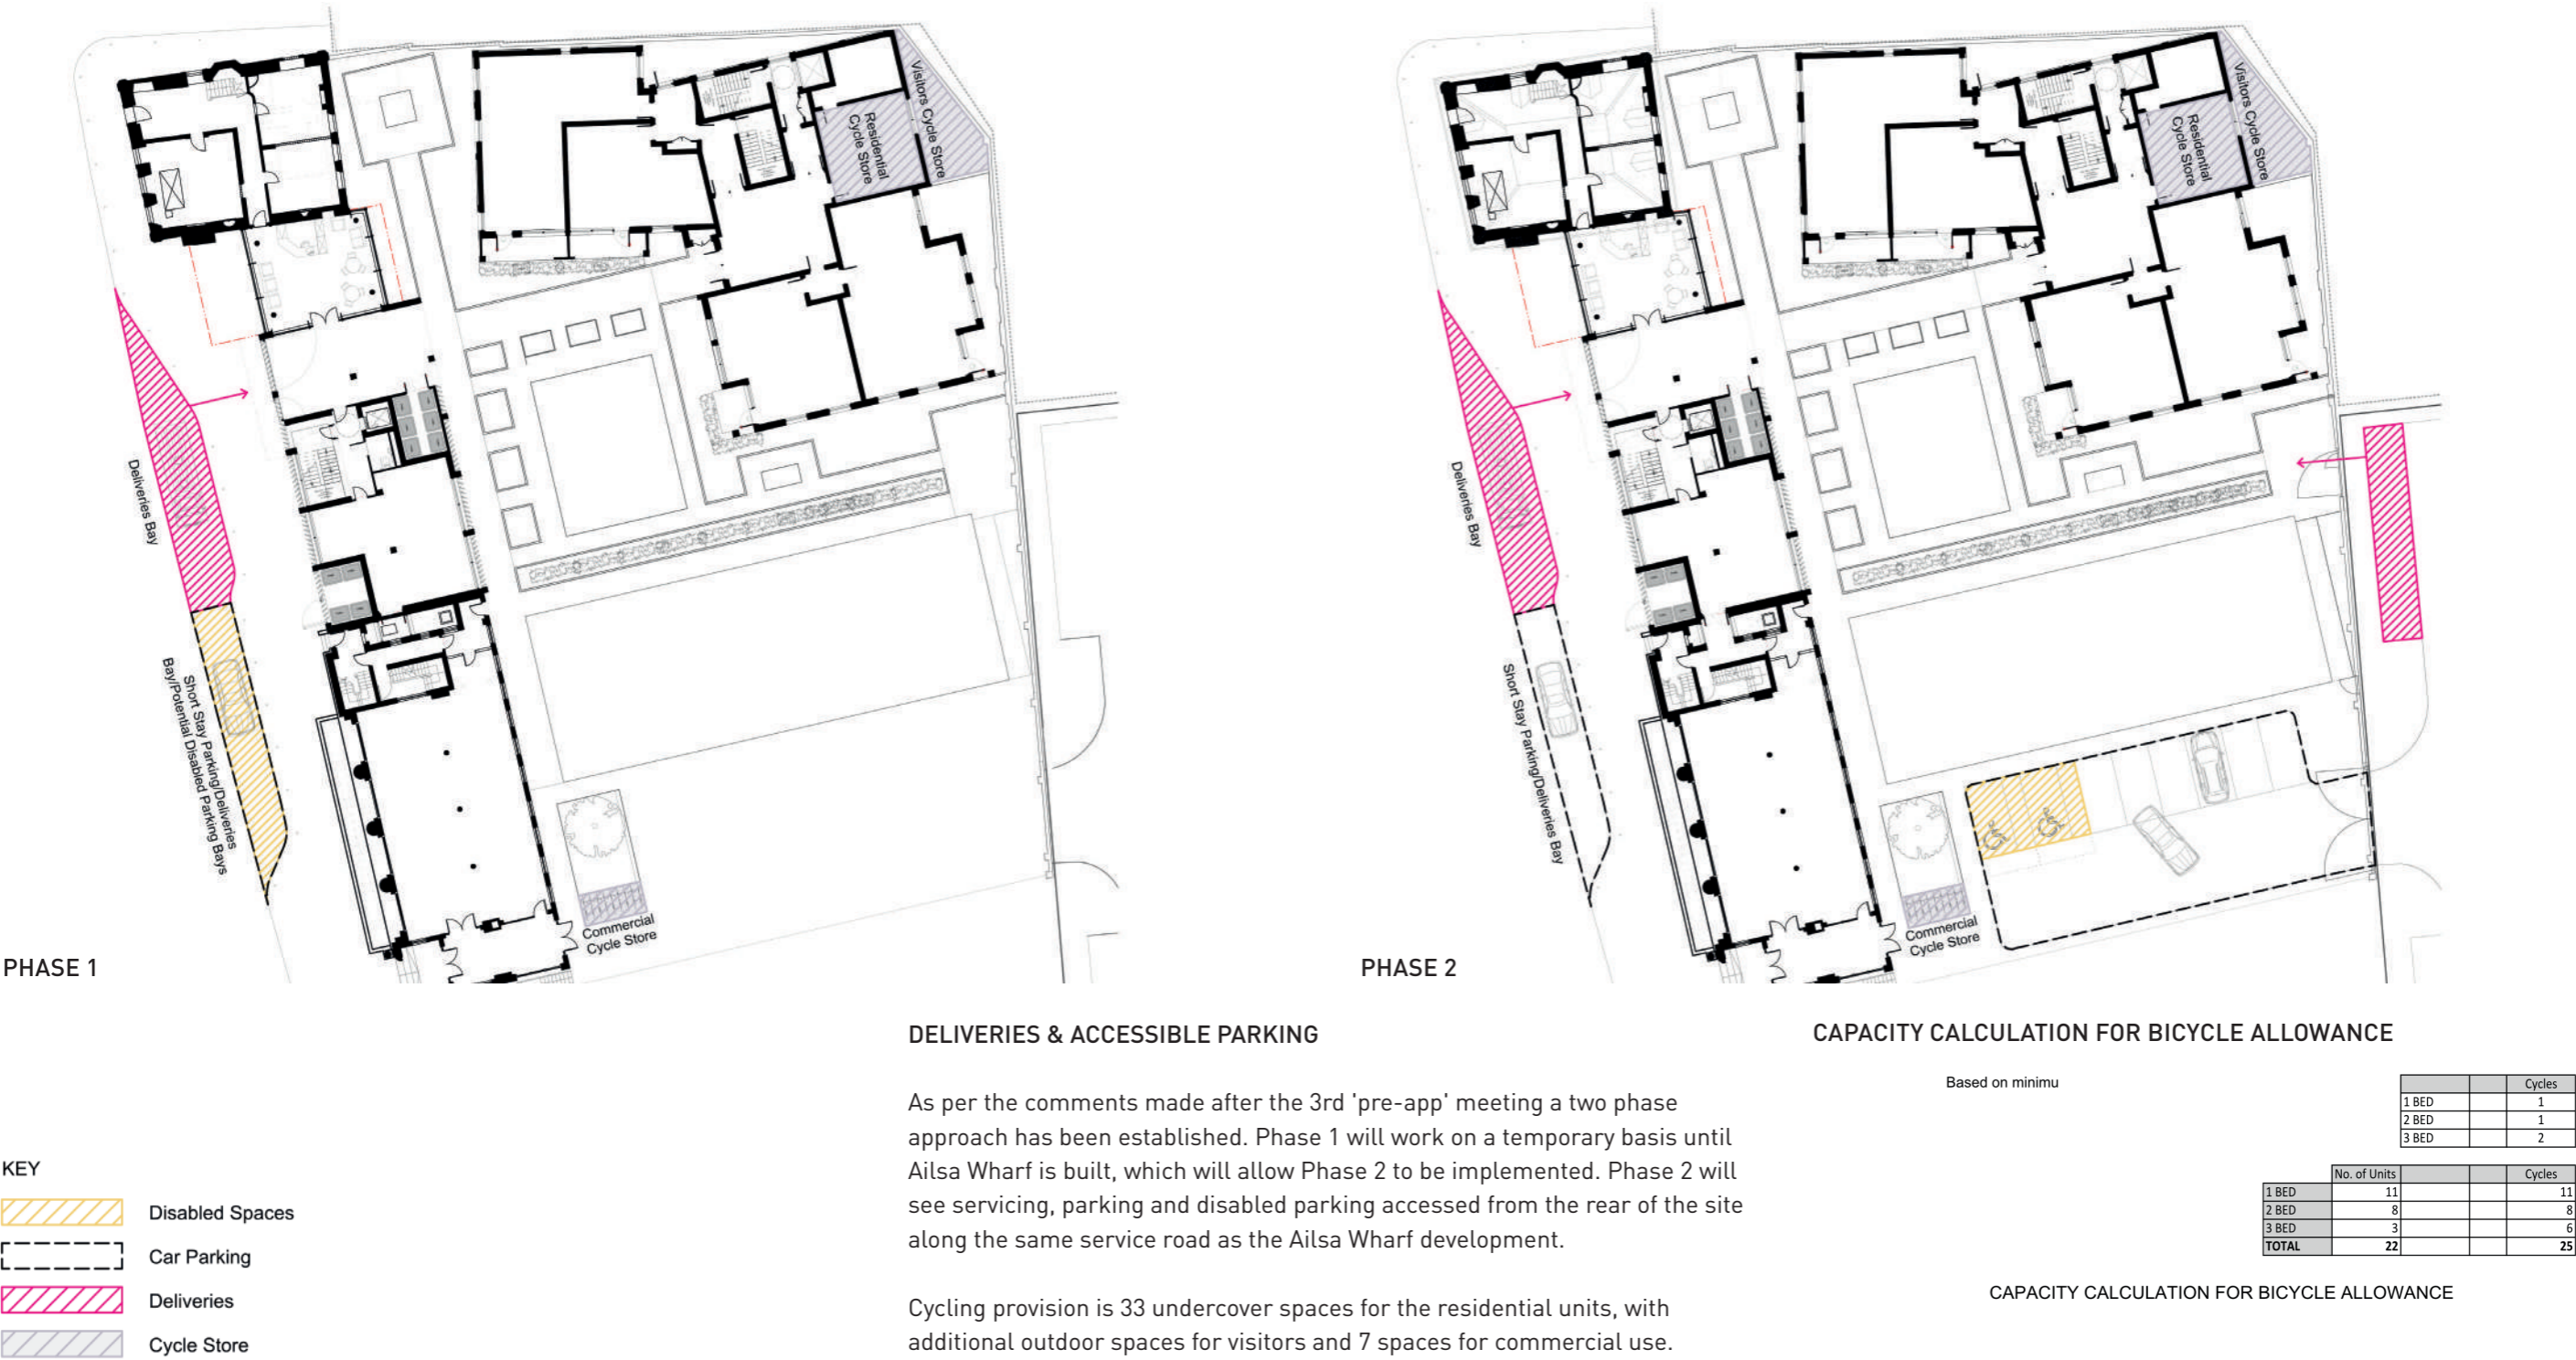 Visitors Cycle Store
Residential
Cycle Store
Deliveries Bay
Short Stay Parking/Deliveries
Bay/Potential Disabled Parking Bays
Commercial
Cycle Store
PHASE 1
Visitors Cycle Store
Residential
Cycle Store
Deliveries Bay
Short Stay Parking/Deliveries Bay
Commercial
Cycle Store
PHASE 2
KEY
Disabled Spaces
Car Parking
Deliveries
Cycle Store
DELIVERIES & ACCESSIBLE PARKING
As per the comments made after the 3rd 'pre-app' meeting a two phase
approach has been established. Phase 1 will work on a temporary basis until
Ailsa Wharf is built, which will allow Phase 2 to be implemented. Phase 2 will
see servicing, parking and disabled parking accessed from the rear of the site
along the same service road as the Ailsa Wharf development.
Cycling provision is 33 undercover spaces for the residential units, with
additional outdoor spaces for visitors and 7 spaces for commercial use.
CAPACITY CALCULATION FOR BICYCLE ALLOWANCE
Based on minimu
Cycles
1 BED 1
2 BED 1
3 BED 2
No. of Units Cycles
1 BED 11 11
2 BED 8 8
3 BED 3 6
TOTAL 22 25
CAPACITY CALCULATION FOR BICYCLE ALLOWANCE